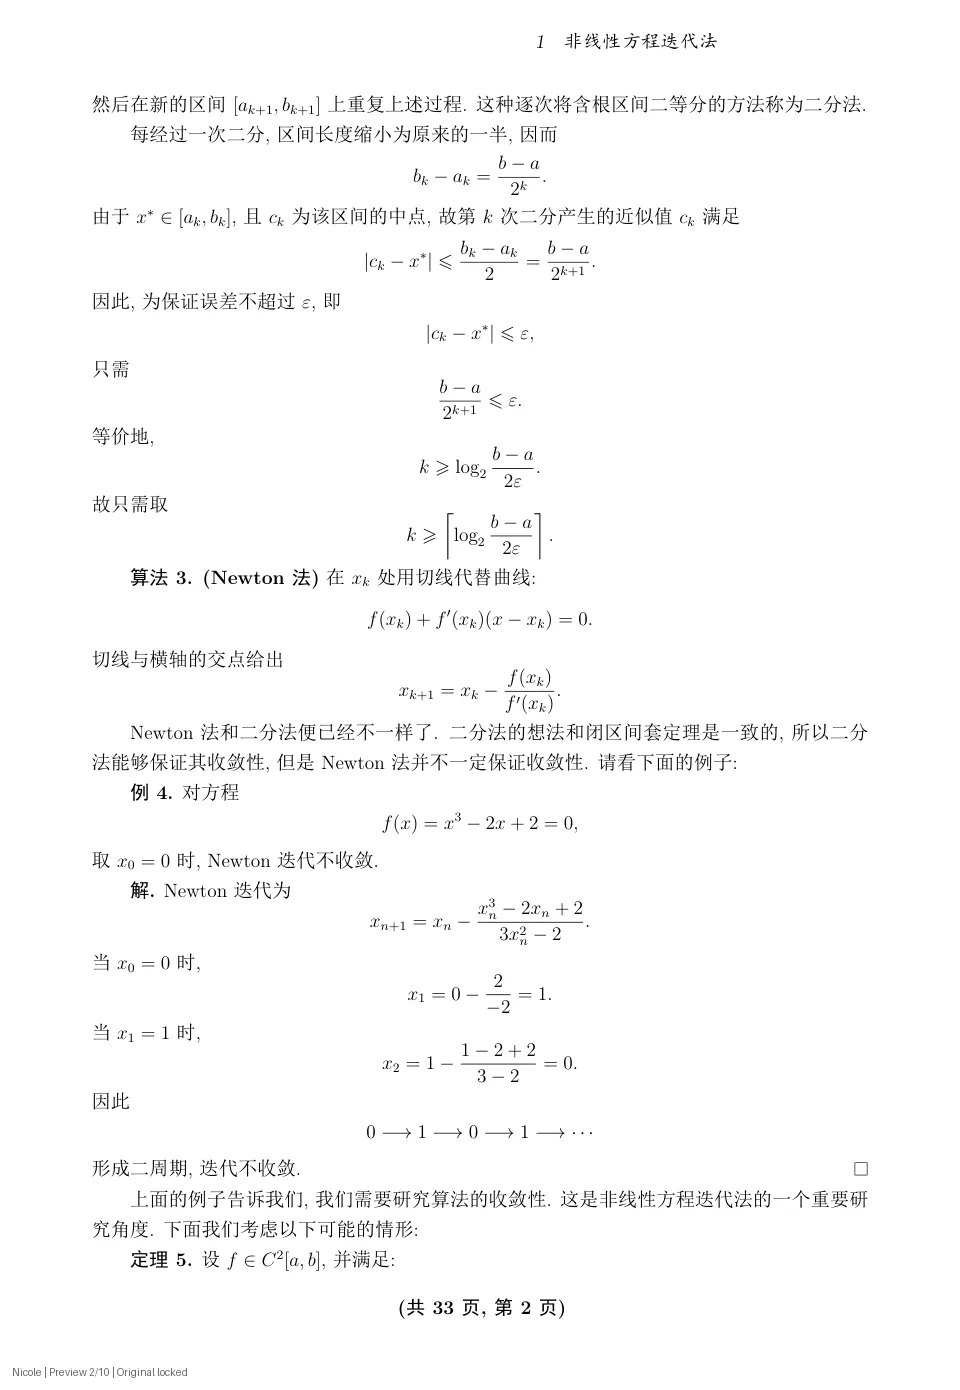 1 非线性方程迭代法
然后在新的区间 [a_{k+1}, b_{k+1}] 上重复上述过程. 这种逐次将含根区间二等分的方法称为二分法.
每经过一次二分, 区间长度缩小为原来的一半, 因而
b_k − a_k = \frac{b − a}{2^k}.
由于 x* ∈ [a_k, b_k], 且 c_k 为该区间的中点, 故第 k 次二分产生的近似值 c_k 满足
|c_k − x*| ⩽ \frac{b_k − a_k}{2} = \frac{b − a}{2^{k+1}}.
因此, 为保证误差不超过 ε, 即
|c_k − x*| ⩽ ε,
只需
\frac{b − a}{2^{k+1}} ⩽ ε.
等价地,
k ⩾ log_2 \frac{b − a}{2ε}.
故只需取
k ⩾ ⌈log_2 \frac{b − a}{2ε}⌉.
算法 3. (Newton 法) 在 x_k 处用切线代替曲线:
f(x_k) + f′(x_k)(x − x_k) = 0.
切线与横轴的交点给出
x_{k+1} = x_k − \frac{f(x_k)}{f′(x_k)}.
Newton 法和二分法便已经不一样了. 二分法的想法和闭区间套定理是一致的, 所以二分
法能够保证其收敛性, 但是 Newton 法并不一定保证收敛性. 请看下面的例子:
例 4. 对方程
f(x) = x^3 − 2x + 2 = 0,
取 x_0 = 0 时, Newton 迭代不收敛.
解. Newton 迭代为
x_{n+1} = x_n − \frac{x_n^3 − 2x_n + 2}{3x_n^2 − 2}.
当 x_0 = 0 时,
x_1 = 0 − \frac{2}{−2} = 1.
当 x_1 = 1 时,
x_2 = 1 − \frac{1 − 2 + 2}{3 − 2} = 0.
因此
0 ⟶ 1 ⟶ 0 ⟶ 1 ⟶ ⋯
形成二周期, 迭代不收敛. □
上面的例子告诉我们, 我们需要研究算法的收敛性. 这是非线性方程迭代法的一个重要研
究角度. 下面我们考虑以下可能的情形:
定理 5. 设 f ∈ C^2[a, b], 并满足:
(共 33 页, 第 2 页)
Nicole | Preview 2/10 | Original locked